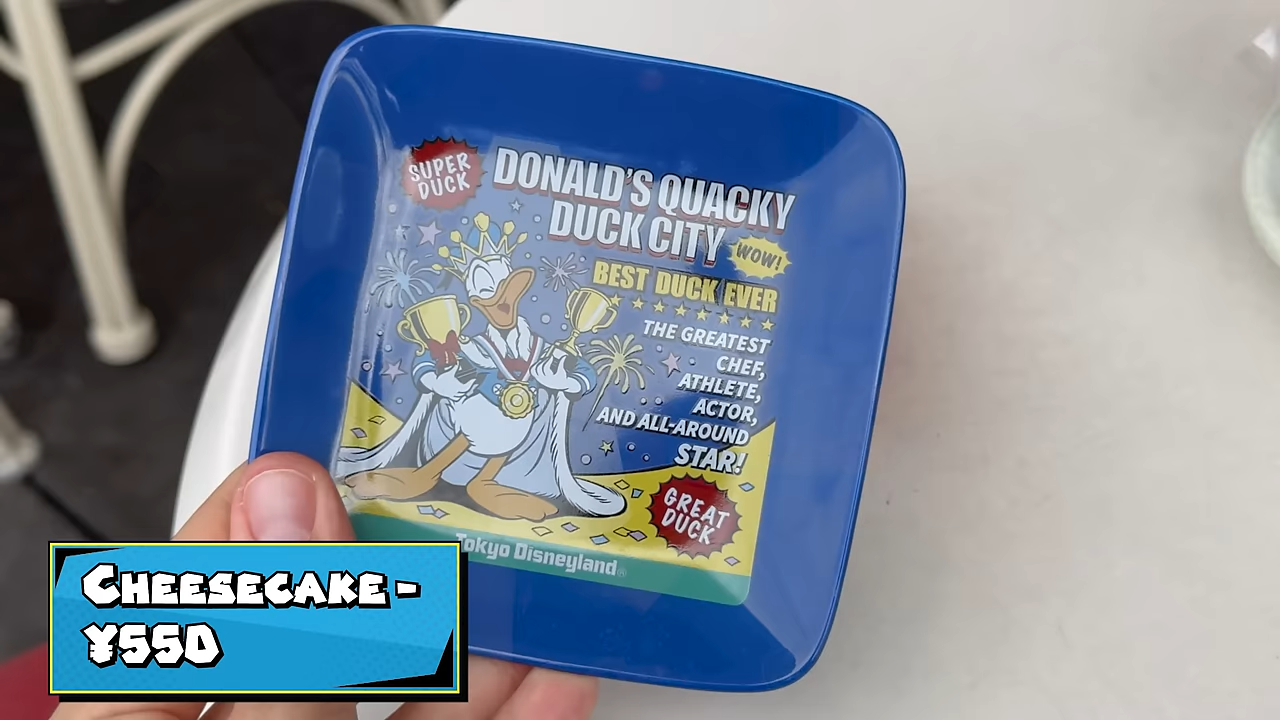 SUPER
DUCK
DONALD'S QUACKY
DUCK CITY
WOW!
BEST DUCK EVER
THE GREATEST
CHEF,
ATHLETE,
ACTOR,
AND ALL-AROUND
STAR!
GREAT
DUCK
Tokyo Disneyland®
CHEESECAKE -
¥550